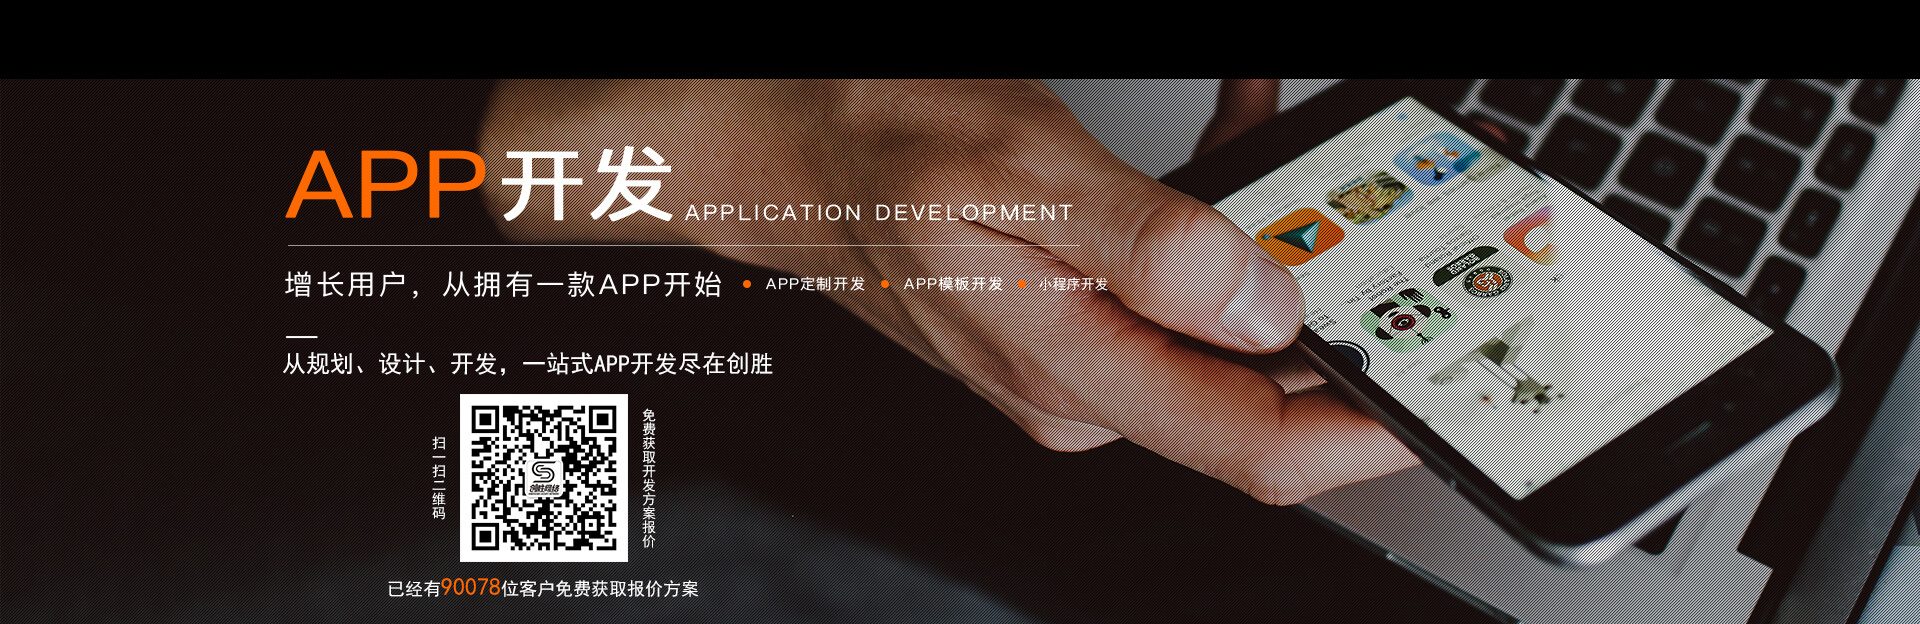 APP开发 APPLICATION DEVELOPMENT
增长用户，从拥有一款APP开始 • APP定制开发 • APP模板开发 • 小程序开发
从规划、设计、开发，一站式APP开发尽在创胜
扫一扫二维码
创胜网络
免费获取开发方案报价
已经有90078位客户免费获取报价方案